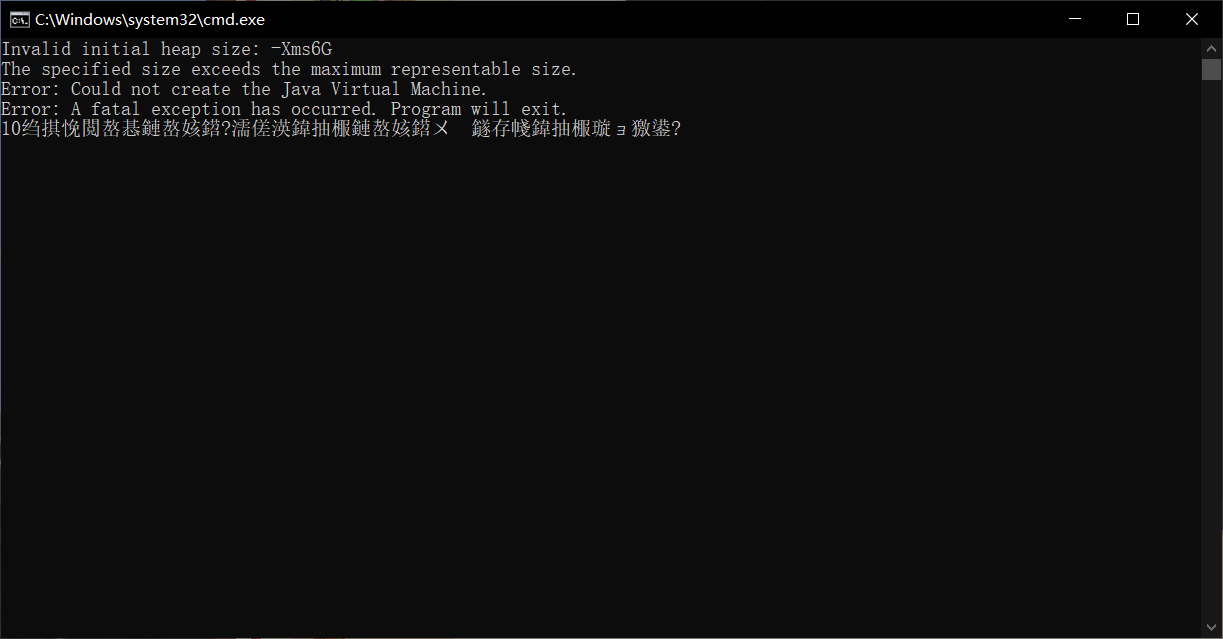 C:\Windows\system32\cmd.exe
Invalid initial heap size: -Xms6G
The specified size exceeds the maximum representable size.
Error: Could not create the Java Virtual Machine.
Error: A fatal exception has occurred. Program will exit.
10绉掑悗閲嶅惎鏈嶅姟鍣?濡傞渶鍏抽棴鏈嶅姟鍣ㄨ 鐩存帴鍏抽棴璇ョ獥鍙?